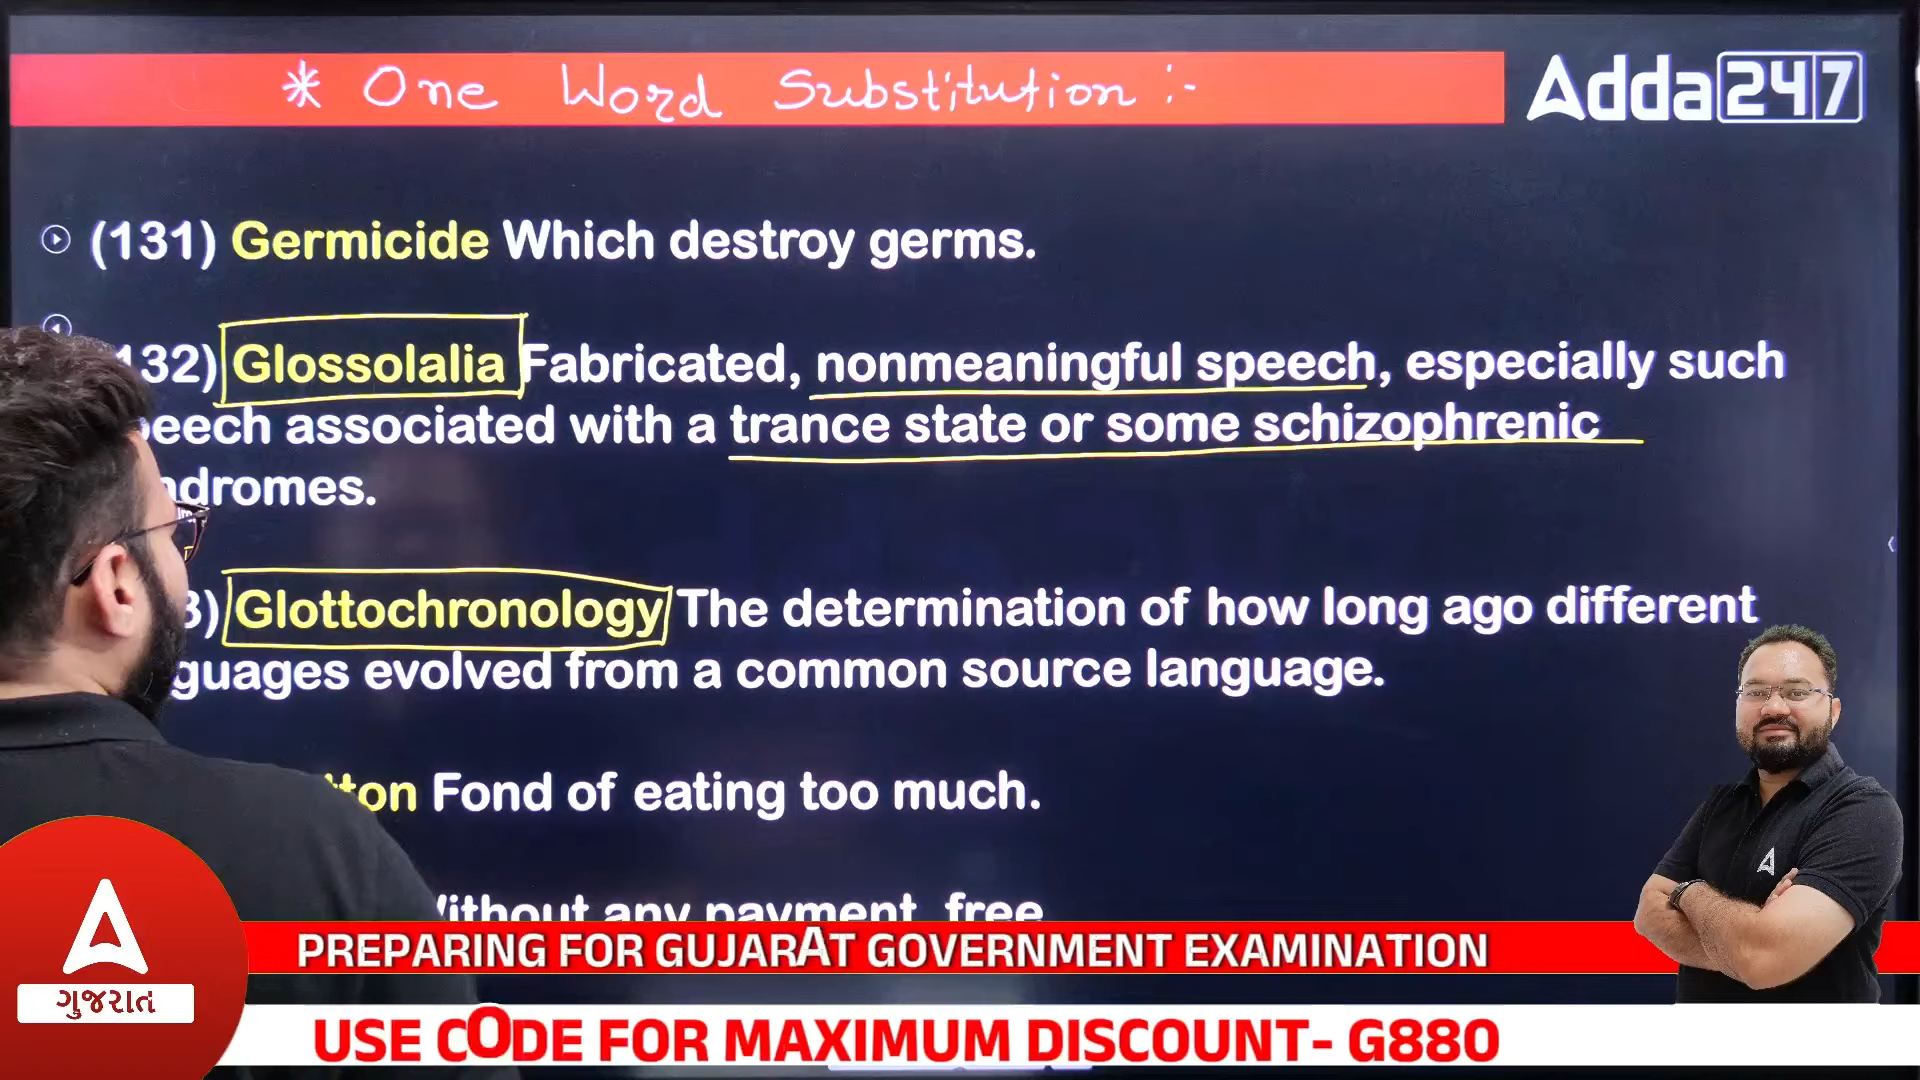 * One Word Substitution :-
Adda247
(131) Germicide Which destroy germs.
132) Glossolalia Fabricated, nonmeaningful speech, especially such
eech associated with a trance state or some schizophrenic
dromes.
3) Glottochronology The determination of how long ago different
guages evolved from a common source language.
tton Fond of eating too much.
ithout any payment, free
PREPARING FOR GUJARAT GOVERNMENT EXAMINATION
ગુજરાત
USE CODE FOR MAXIMUM DISCOUNT- G880